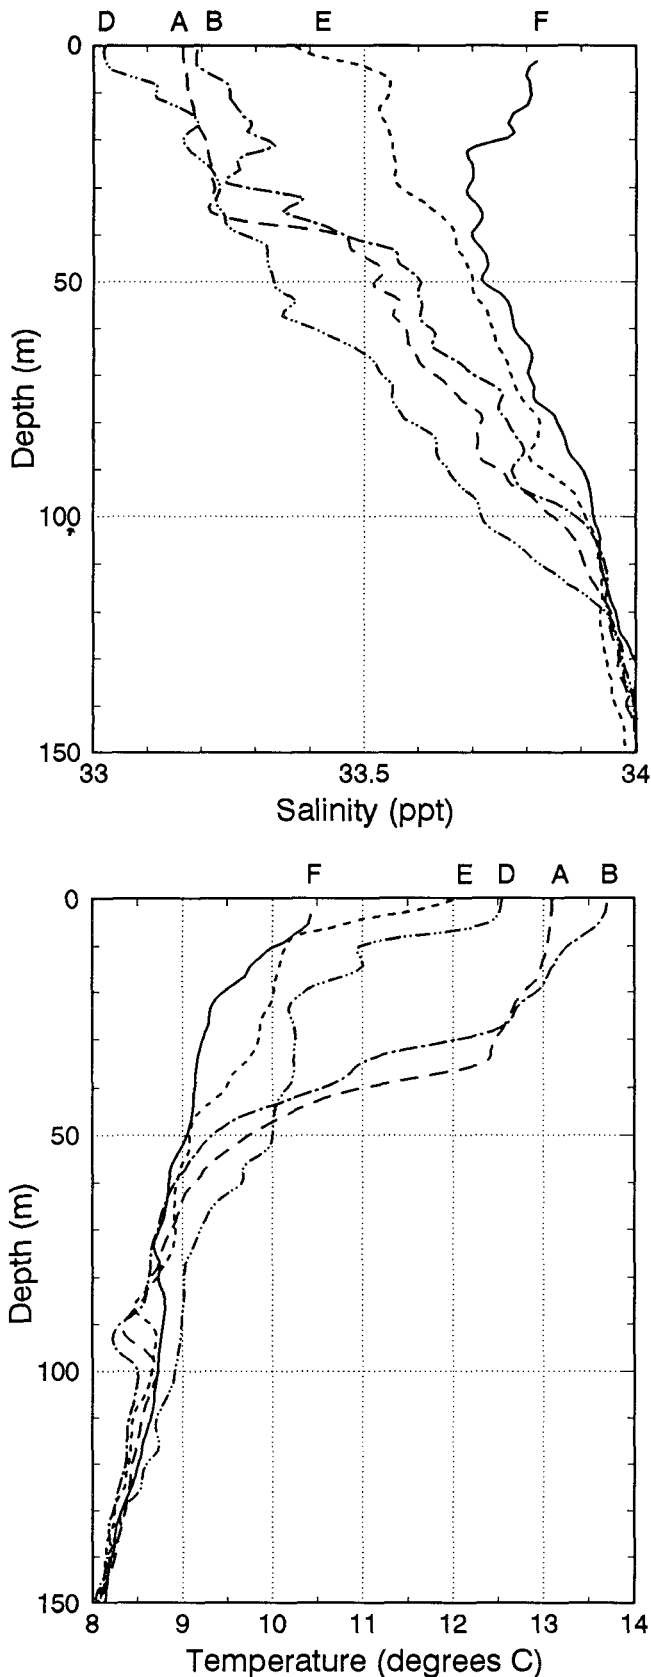 D A B E F
0
50
100
150
33 33.5 34
Depth (m)
Salinity (ppt)
F E D A B
0
50
100
150
8 9 10 11 12 13 14
Depth (m)
Temperature (degrees C)